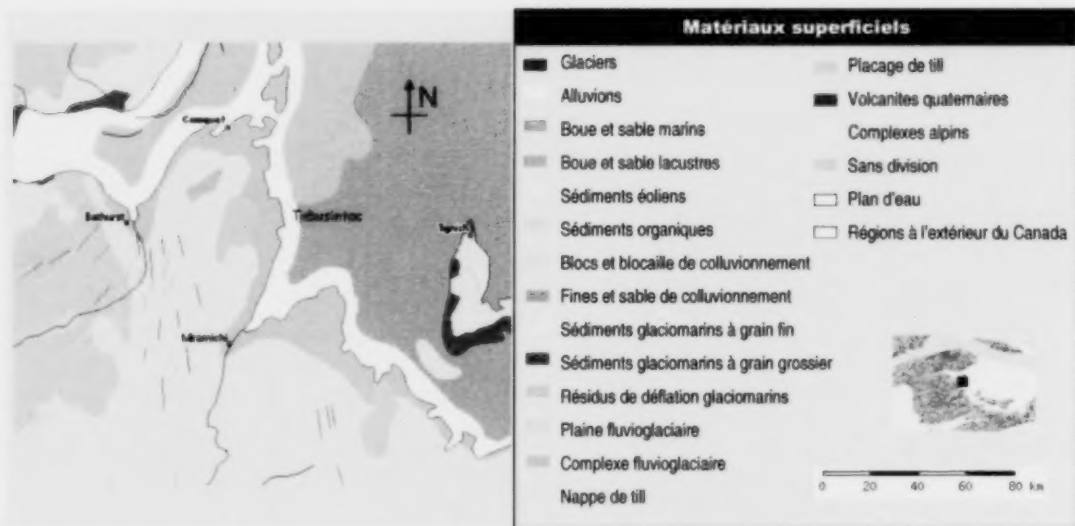 N
Caraquet
Bathurst
Tabusintac
Miramichi
Matériaux superficiels
Glaciers
Alluvions
Boue et sable marins
Boue et sable lacustres
Sédiments éoliens
Sédiments organiques
Blocs et blocaille de colluvionnement
Fines et sable de colluvionnement
Sédiments glaciomarins à grain fin
Sédiments glaciomarins à grain grossier
Résidus de déflation glaciomarins
Plaine fluvioglaciaire
Complexe fluvioglaciaire
Nappe de till
Placage de till
Volcanites quaternaires
Complexes alpins
Sans division
Plan d'eau
Régions à l'extérieur du Canada
0 20 40 60 80 km